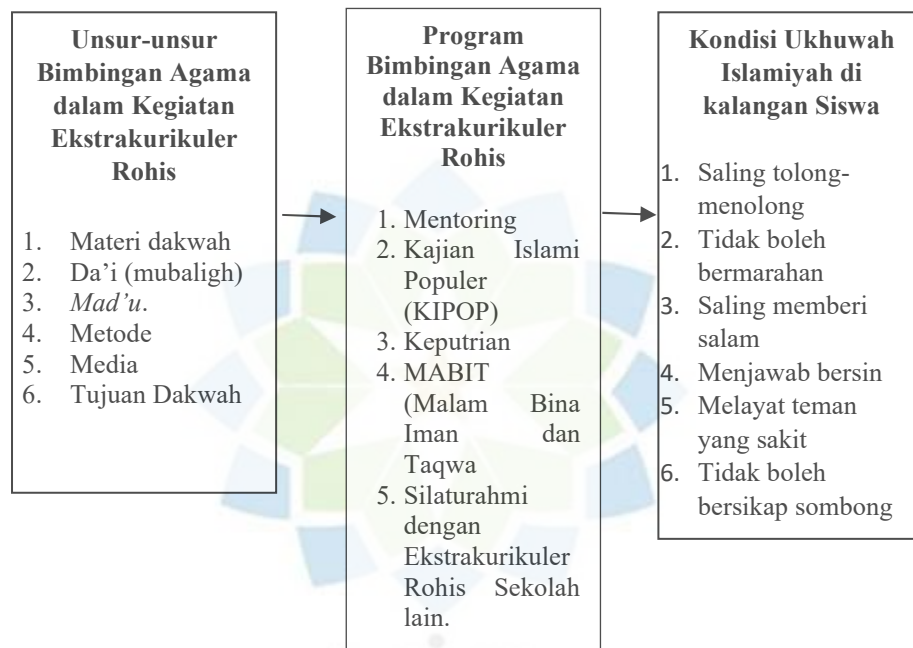 Unsur-unsur
Bimbingan Agama
dalam Kegiatan
Ekstrakurikuler
Rohis
1. Materi dakwah
2. Da’i (mubaligh)
3. Mad’u.
4. Metode
5. Media
6. Tujuan Dakwah
Program
Bimbingan Agama
dalam Kegiatan
Ekstrakurikuler
Rohis
1. Mentoring
2. Kajian Islami
Populer
(KIPOP)
3. Keputrian
4. MABIT
(Malam Bina
Iman dan
Taqwa
5. Silaturahmi
dengan
Ekstrakurikuler
Rohis Sekolah
lain.
Kondisi Ukhuwah
Islamiyah di
kalangan Siswa
1. Saling tolong-
menolong
2. Tidak boleh
bermarahan
3. Saling memberi
salam
4. Menjawab bersin
5. Melayat teman
yang sakit
6. Tidak boleh
bersikap sombong